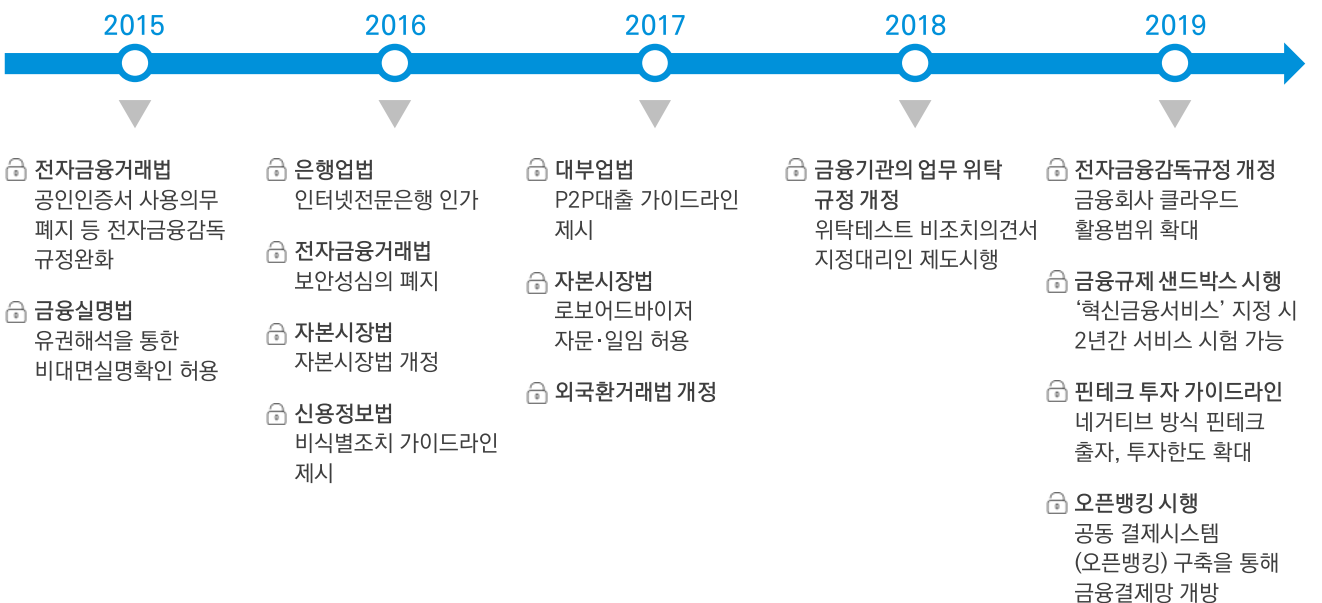 2015
2016
2017
2018
2019
전자금융거래법
공인인증서 사용의무
폐지 등 전자금융감독
규정완화
금융실명법
유권해석을 통한
비대면실명확인 허용
은행업법
인터넷전문은행 인가
전자금융거래법
보안성심의 폐지
자본시장법
자본시장법 개정
신용정보법
비식별조치 가이드라인
제시
대부업법
P2P대출 가이드라인
제시
자본시장법
로보어드바이저
자문·일임 허용
외국환거래법 개정
금융기관의 업무 위탁
규정 개정
위탁테스트 비조치의견서
지정대리인 제도시행
전자금융감독규정 개정
금융회사 클라우드
활용범위 확대
금융규제 샌드박스 시행
‘혁신금융서비스’ 지정 시
2년간 서비스 시험 가능
핀테크 투자 가이드라인
네거티브 방식 핀테크
출자, 투자한도 확대
오픈뱅킹 시행
공동 결제시스템
(오픈뱅킹) 구축을 통해
금융결제망 개방